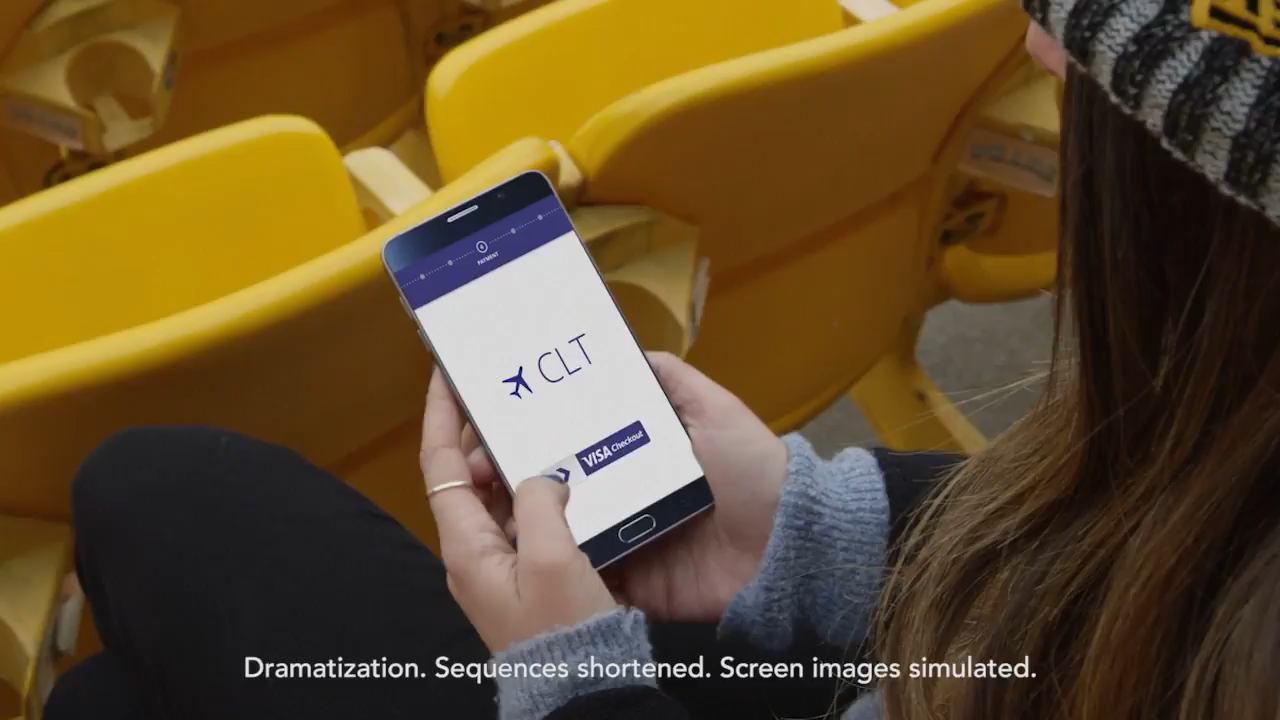 PAYMENT
CLT
VISA Checkout
Dramatization. Sequences shortened. Screen images simulated.